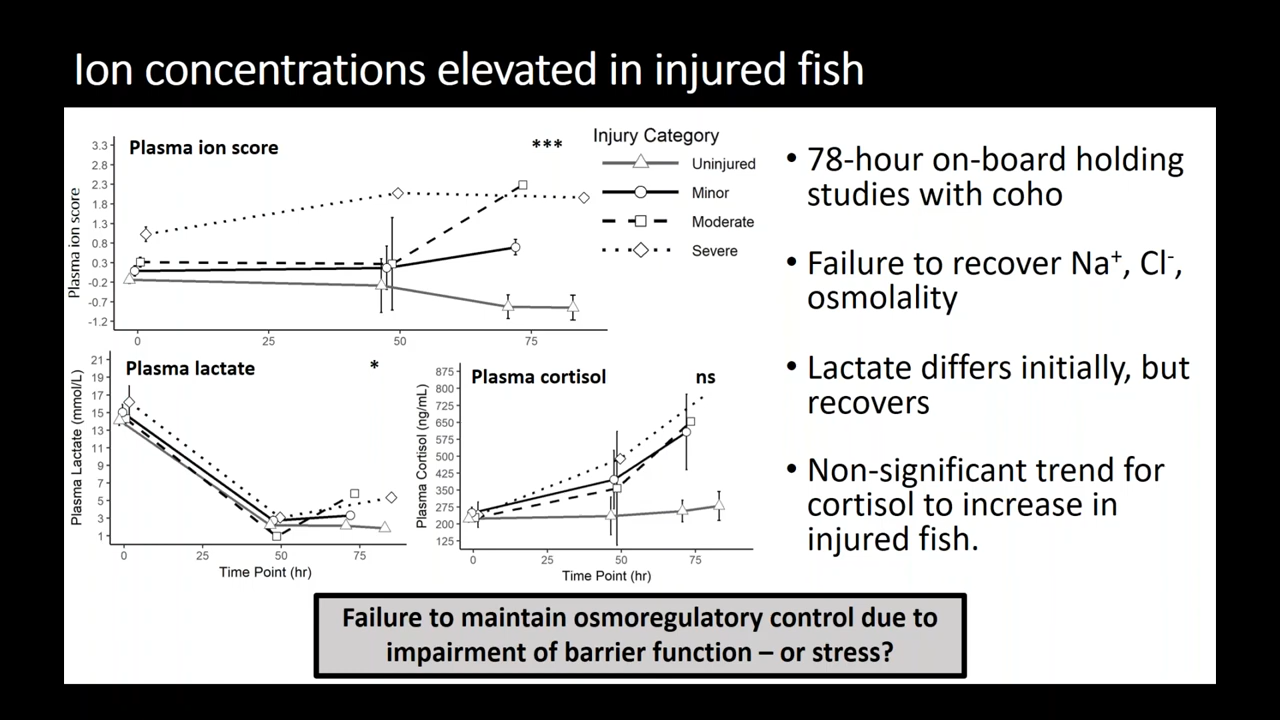 Ion concentrations elevated in injured fish
Plasma ion score
***
Plasma ion score
3.3
2.8
2.3
1.8
1.3
0.8
0.3
-0.2
-0.7
-1.2
0
25
50
75
Injury Category
Uninjured
Minor
Moderate
Severe
Plasma lactate
*
Plasma Lactate (mmol/L)
21
19
17
15
13
11
9
7
5
3
1
0
25
50
75
Time Point (hr)
Plasma cortisol
ns
Plasma Cortisol (ng/mL)
875
800
725
650
575
500
425
350
275
200
125
0
25
50
75
Time Point (hr)
• 78-hour on-board holding
studies with coho
• Failure to recover Na⁺, Cl⁻,
osmolality
• Lactate differs initially, but
recovers
• Non-significant trend for
cortisol to increase in
injured fish.
Failure to maintain osmoregulatory control due to
impairment of barrier function – or stress?